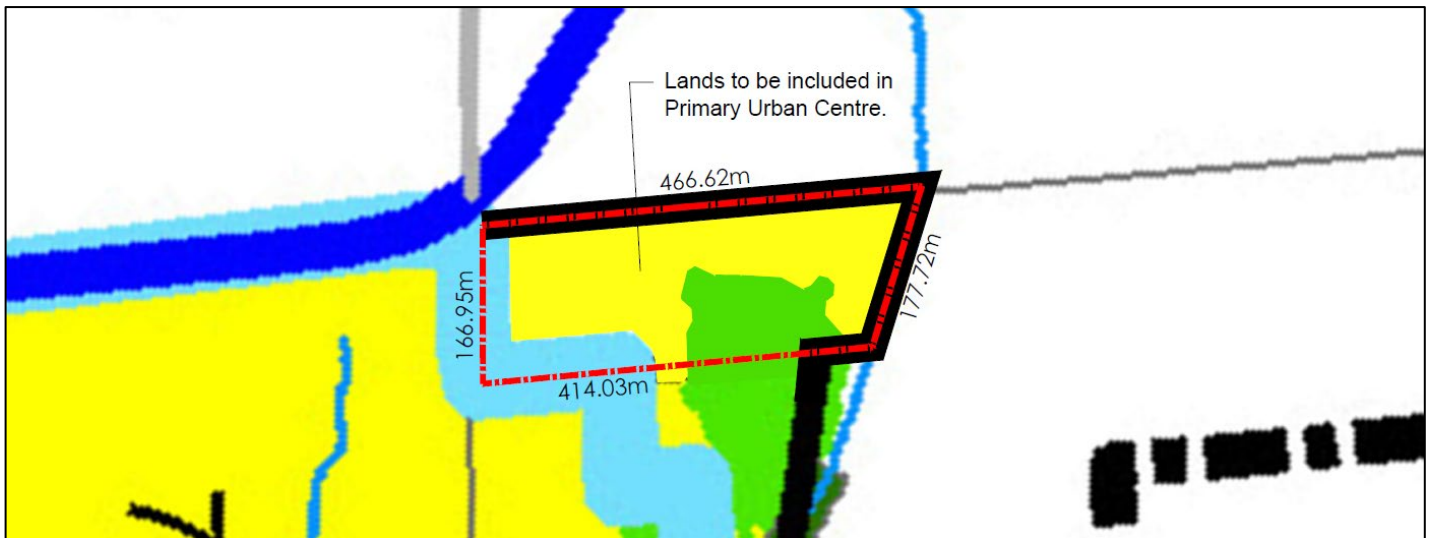 Lands to be included in
Primary Urban Centre.
466.62m
166.95m
177.72m
414.03m